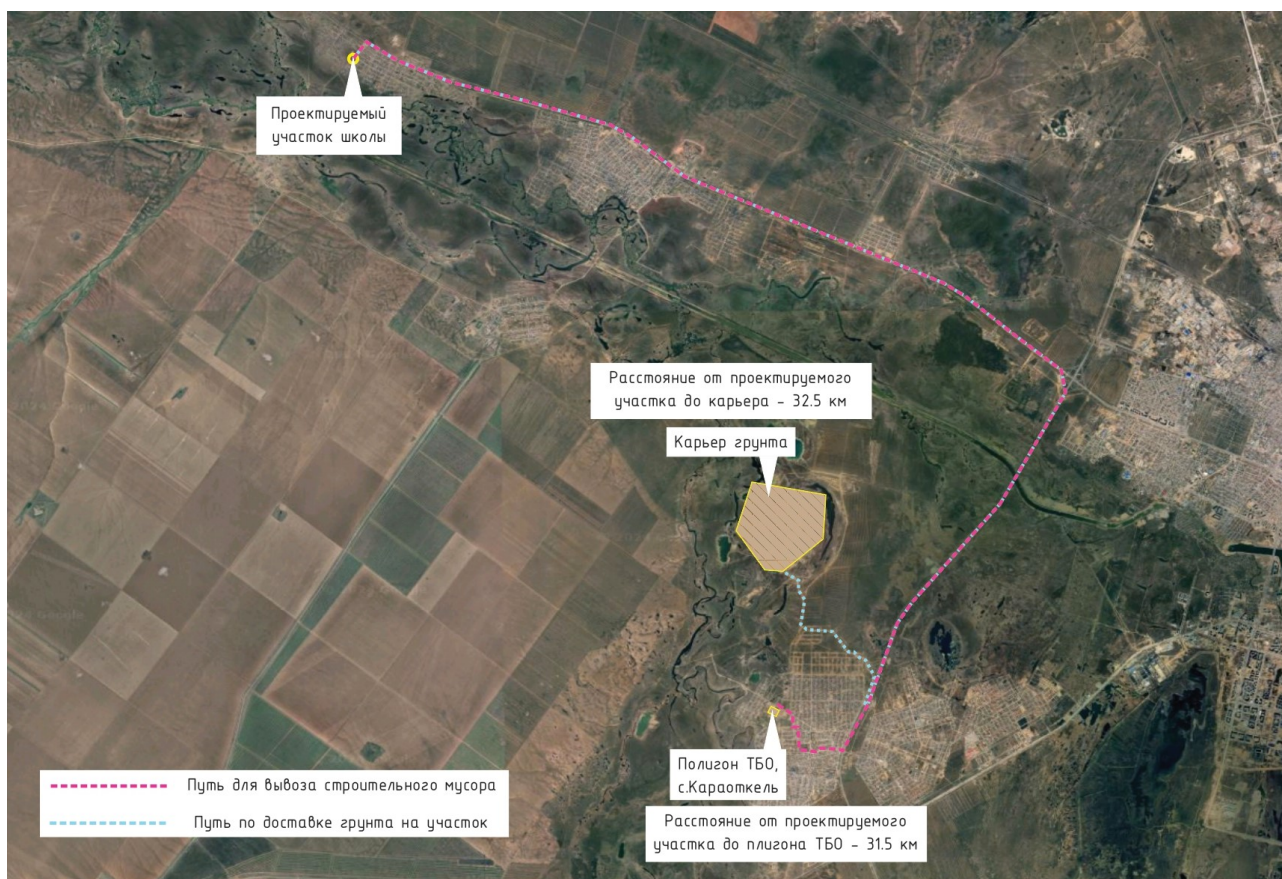 Проектируемый
участок школы
Расстояние от проектируемого
участка до карьера - 32.5 км
Карьер грунта
Полигон ТБО,
с.Караоткель
Расстояние от проектируемого
участка до плигона ТБО - 31.5 км
Путь для вывоза строительного мусора
Путь по доставке грунта на участок